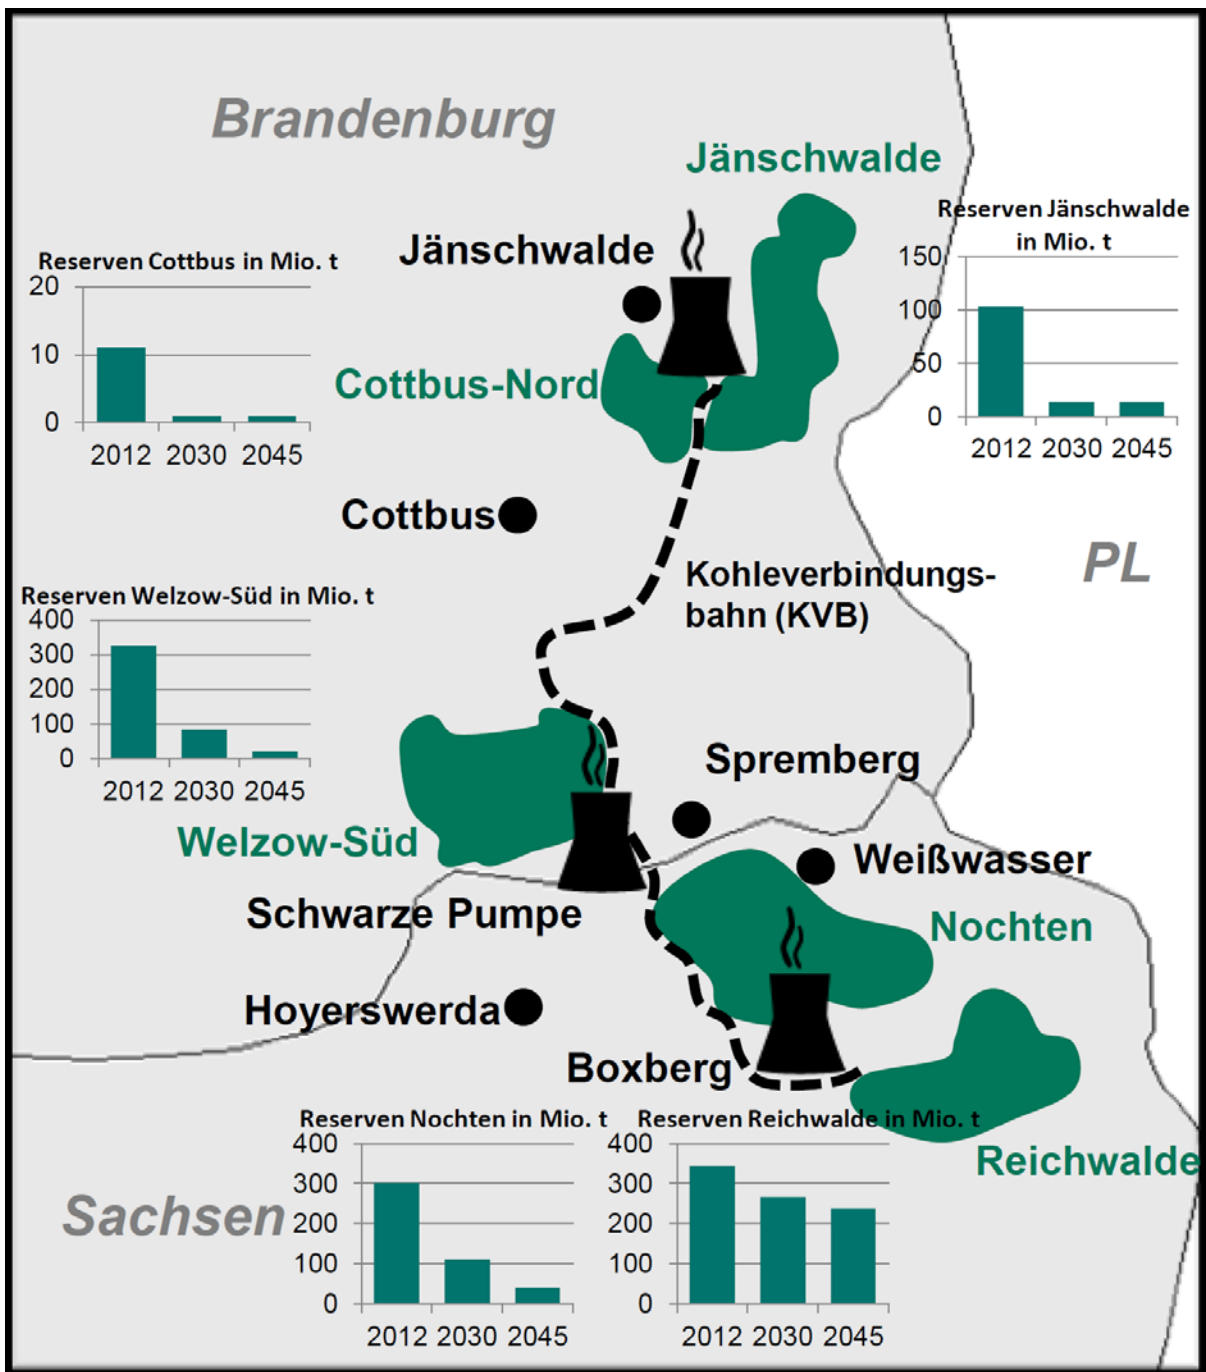 Brandenburg
Jänschwalde
Reserven Jänschwalde
in Mio. t
150
100
50
0
2012 2030 2045
Jänschwalde
Reserven Cottbus in Mio. t
20
10
0
2012 2030 2045
Cottbus-Nord
Cottbus
PL
Kohleverbindungs-
bahn (KVB)
Reserven Welzow-Süd in Mio. t
400
300
200
100
0
2012 2030 2045
Spremberg
Welzow-Süd
Weißwasser
Schwarze Pumpe
Nochten
Hoyerswerda
Boxberg
Reserven Nochten in Mio. t
400
300
200
100
0
2012 2030 2045
Reserven Reichwalde in Mio. t
400
300
200
100
0
2012 2030 2045
Reichwalde
Sachsen